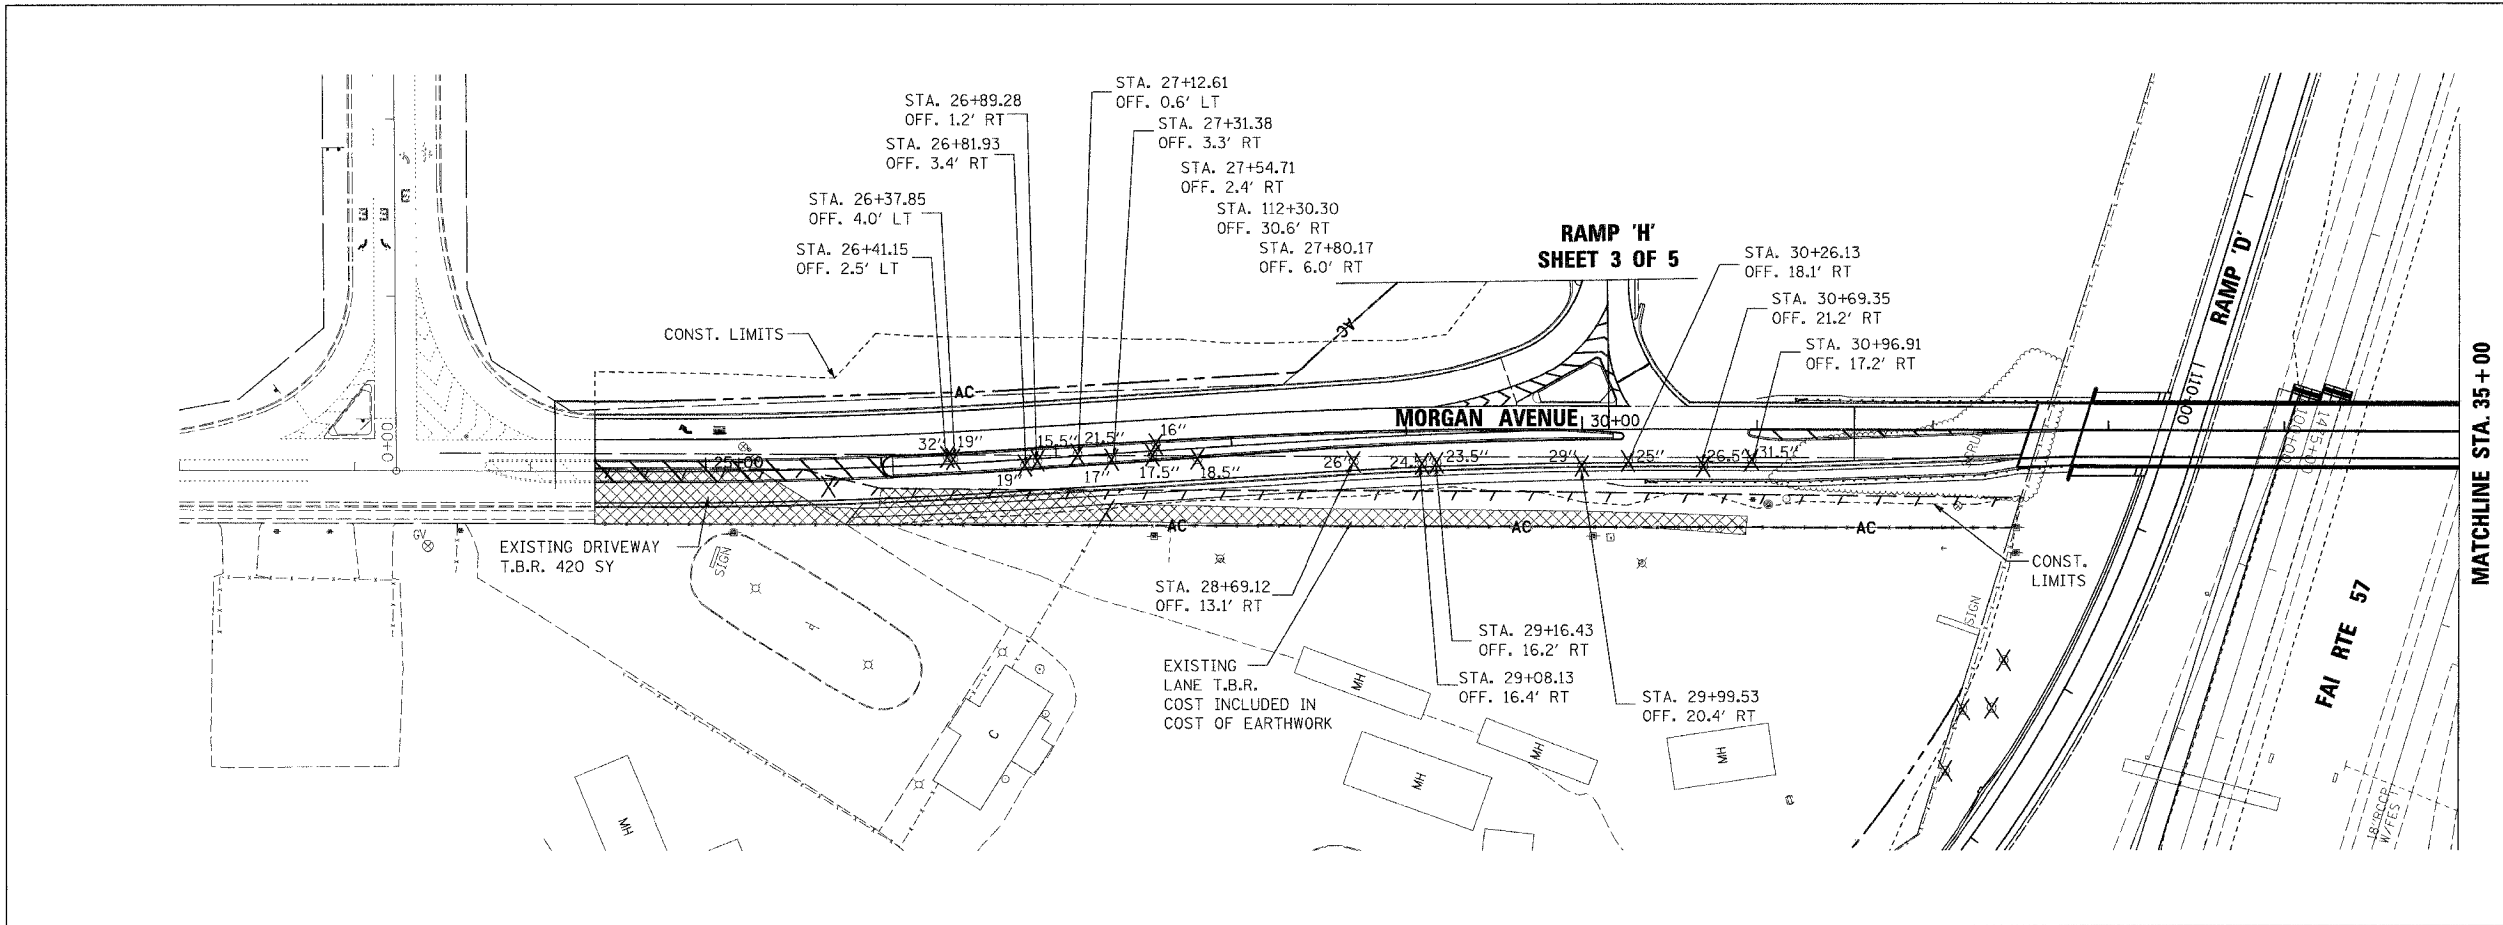 STA. 27+12.61
OFF. 0.6' LT
STA. 26+89.28
OFF. 1.2' RT
STA. 27+31.38
OFF. 3.3' RT
STA. 26+81.93
OFF. 3.4' RT
STA. 27+54.71
OFF. 2.4' RT
STA. 26+37.85
OFF. 4.0' LT
STA. 112+30.30
OFF. 30.6' RT
STA. 26+41.15
OFF. 2.5' LT
STA. 27+80.17
OFF. 6.0' RT
RAMP 'H'
SHEET 3 OF 5
STA. 30+26.13
OFF. 18.1' RT
STA. 30+69.35
OFF. 21.2' RT
STA. 30+96.91
OFF. 17.2' RT
RAMP 'D'
110+00
CONST. LIMITS
AC
AC
MORGAN AVENUE
30+00
MATCHLINE STA. 35+00
25+00
32"
19"
15.5"
21.5"
16"
19"
17"
17.5"
18.5"
26"
24.5"
23.5"
29"
25"
26.5"
31.5"
145+00
GV
EXISTING DRIVEWAY
T.B.R. 420 SY
SIGN
AC
AC
AC
CONST.
LIMITS
STA. 28+69.12
OFF. 13.1' RT
STA. 29+16.43
OFF. 16.2' RT
STA. 29+08.13
OFF. 16.4' RT
STA. 29+99.53
OFF. 20.4' RT
EXISTING
LANE T.B.R.
COST INCLUDED IN
COST OF EARTHWORK
SIGN
FAI RTE 57
C
MH
MH
MH
MH
MH
18"RCCP
W/FES